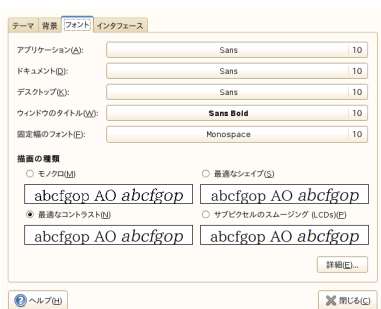 テーマ 背景 フォント インタフェース
アプリケーション(A): Sans 10
ドキュメント(D): Sans 10
デスクトップ(K): Sans 10
ウィンドウのタイトル(W): Sans Bold 10
固定幅のフォント(F): Monospace 10
描画の種類
モノクロ(M) 最適なシェイプ(S)
abcfgop AO abcfgop abcfgop AO abcfgop
最適なコントラスト(N) サブピクセルのスムージング (LCDs)(P)
abcfgop AO abcfgop abcfgop AO abcfgop
詳細(E)...
ヘルプ(H) 閉じる(C)